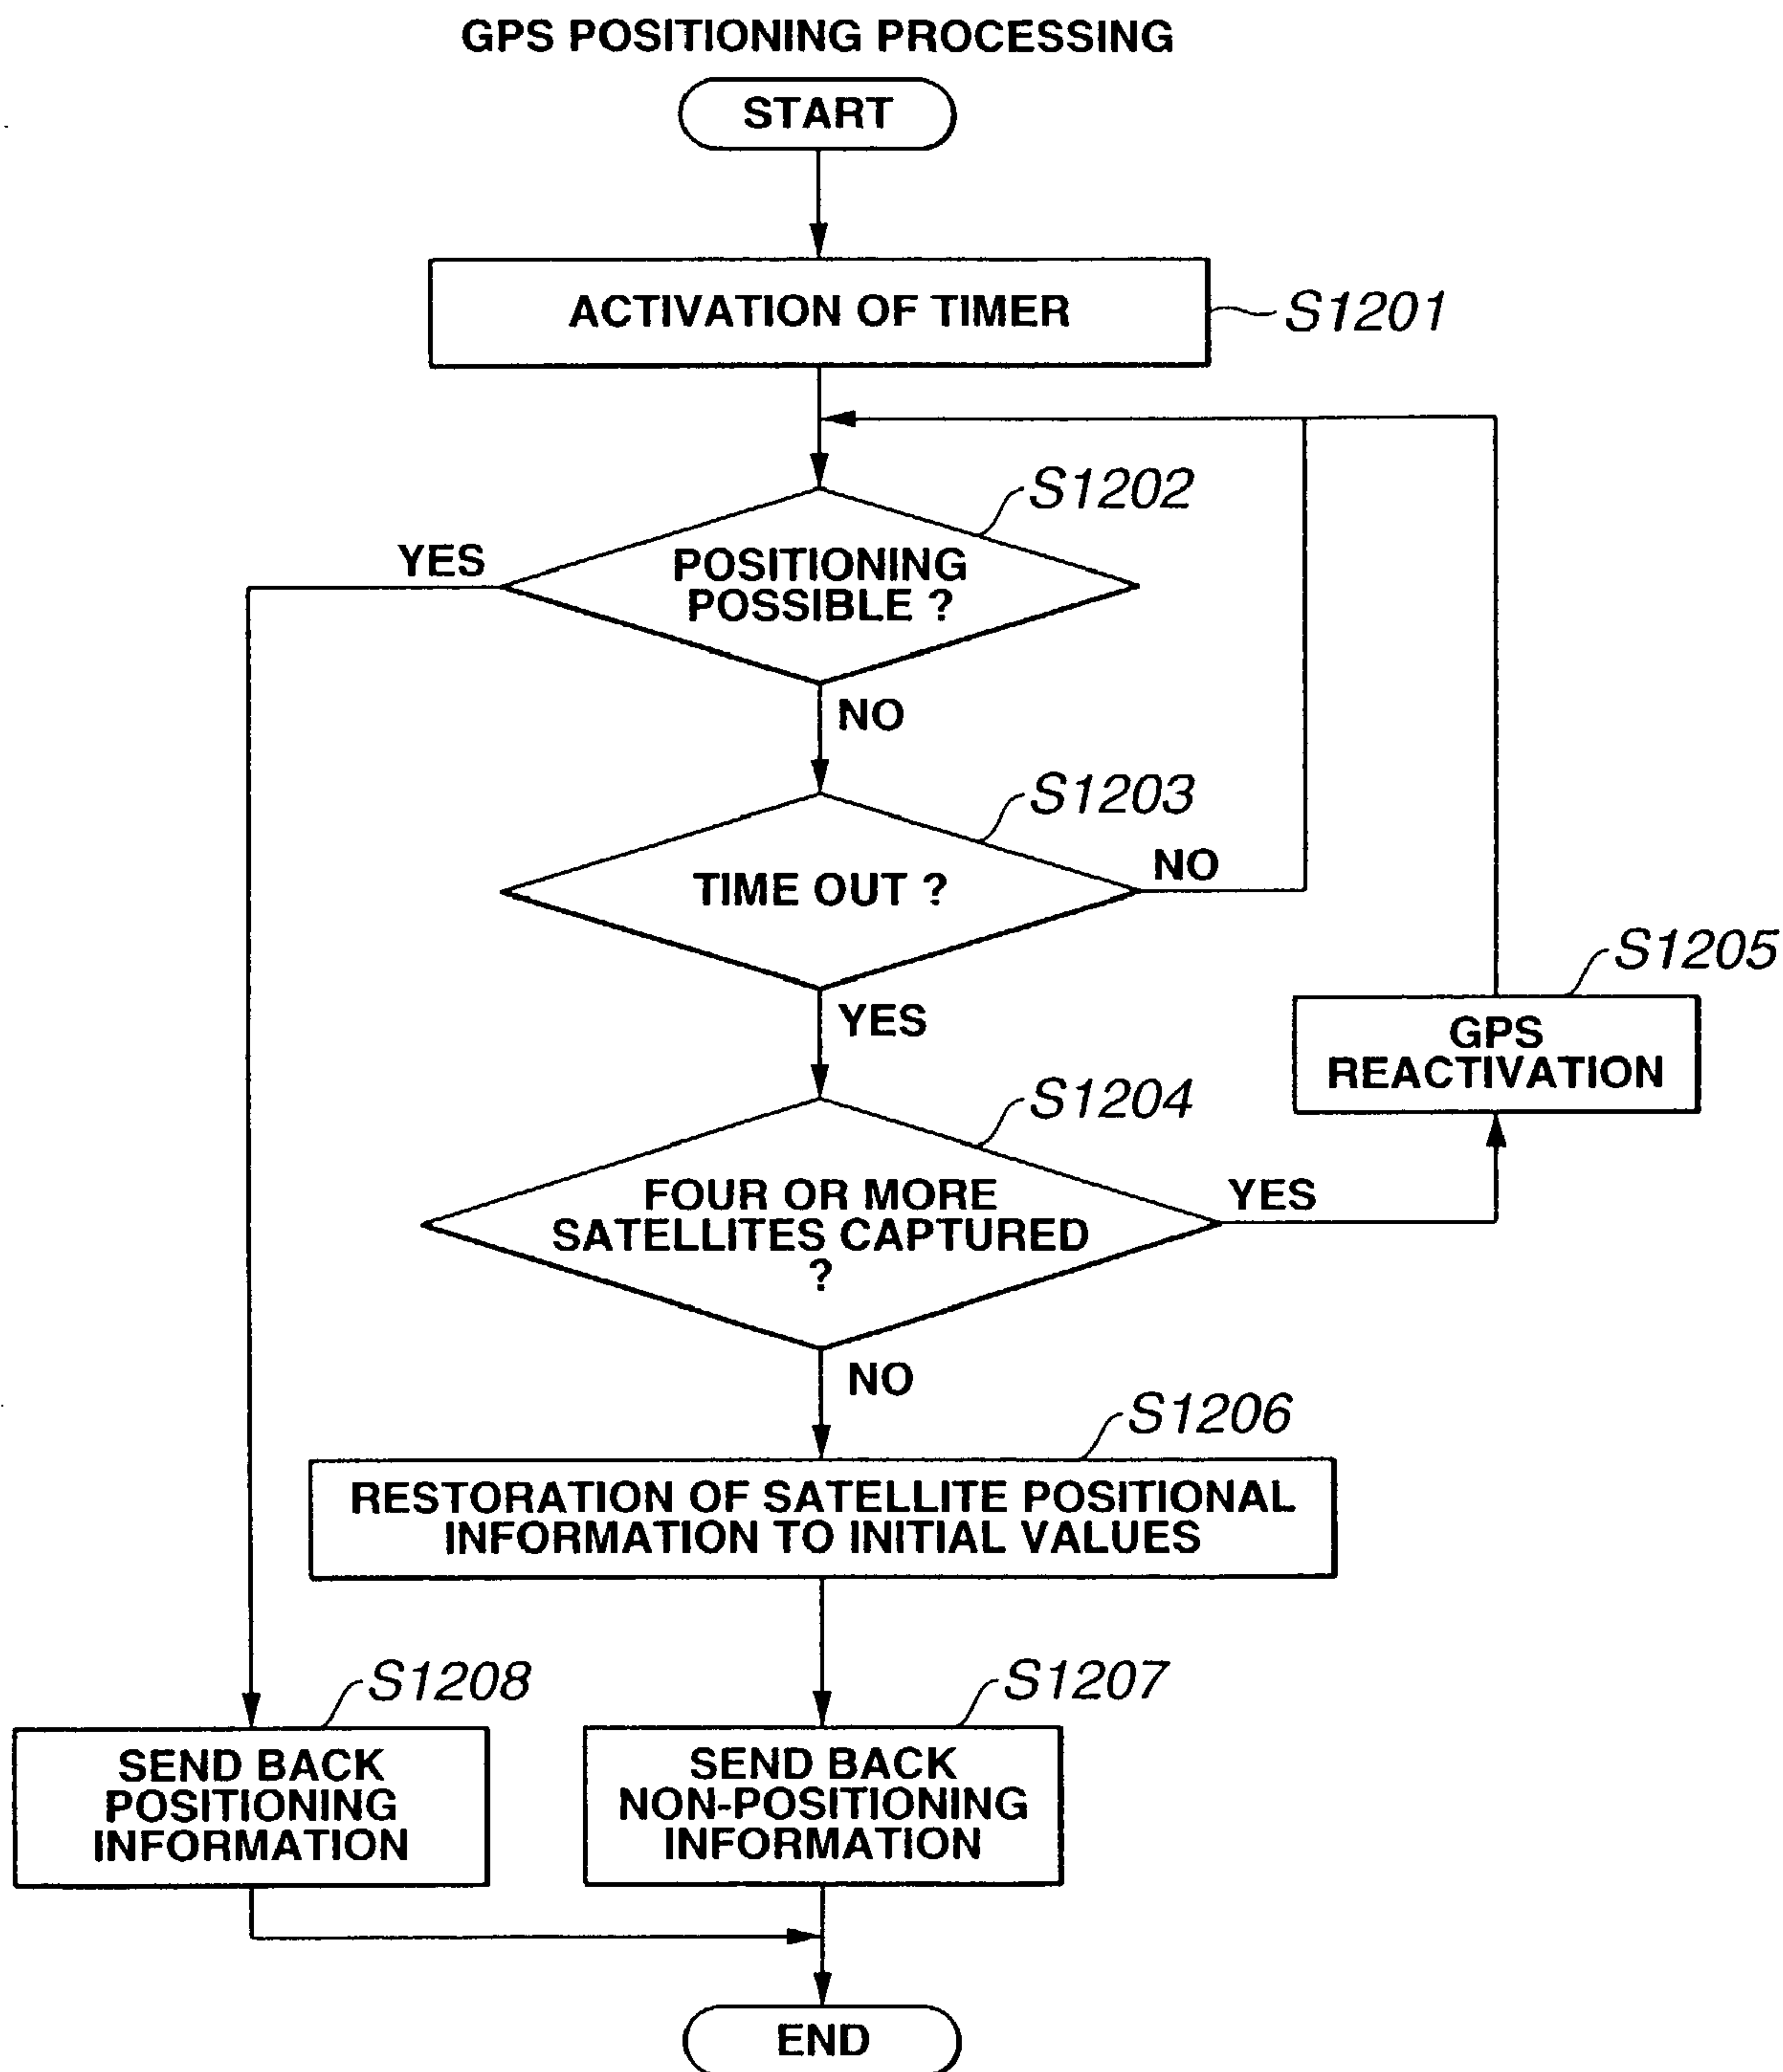 GPS POSITIONING PROCESSING
START
ACTIVATION OF TIMER
S1201
S1202
YES
POSITIONING
POSSIBLE ?
NO
S1203
TIME OUT ?
NO
YES
S1205
GPS
REACTIVATION
S1204
FOUR OR MORE
SATELLITES CAPTURED
?
YES
NO
S1206
RESTORATION OF SATELLITE POSITIONAL
INFORMATION TO INITIAL VALUES
S1208
SEND BACK
POSITIONING
INFORMATION
S1207
SEND BACK
NON-POSITIONING
INFORMATION
END